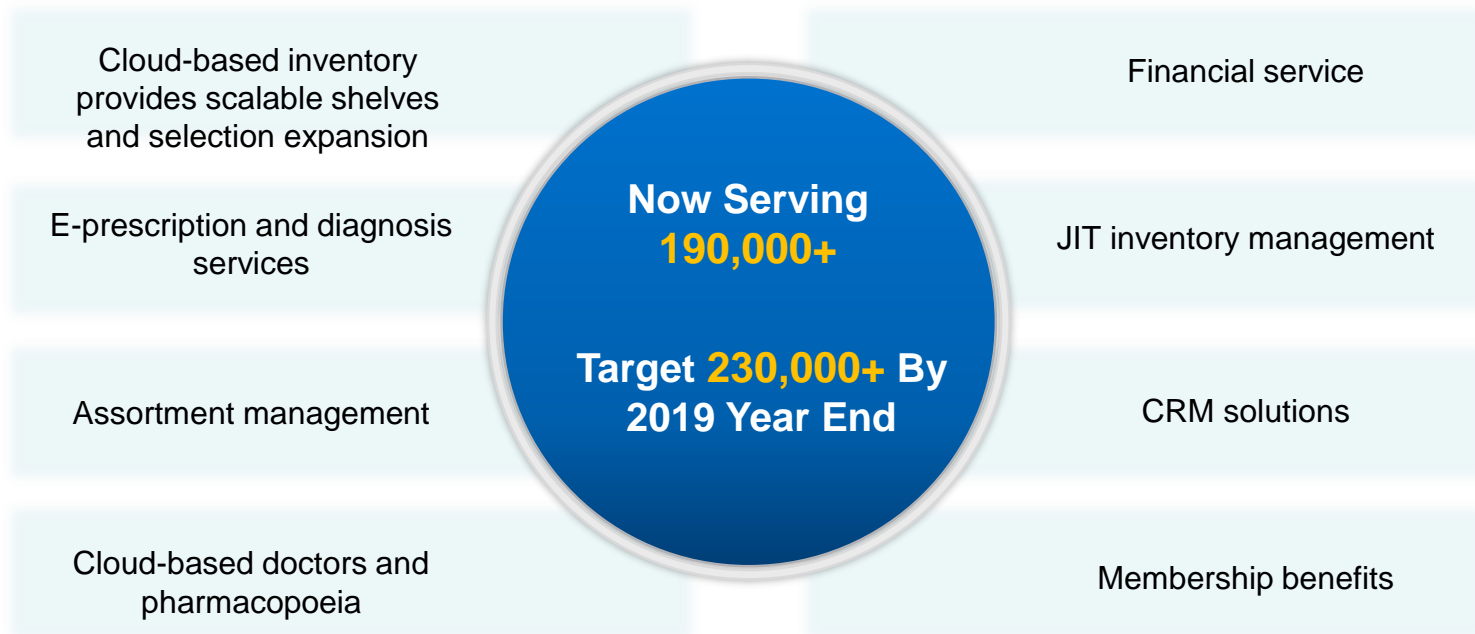 Cloud-based inventory
provides scalable shelves
and selection expansion
E-prescription and diagnosis
services
Assortment management
Cloud-based doctors and
pharmacopoeia
Now Serving
190,000+
Target 230,000+ By
2019 Year End
Financial service
JIT inventory management
CRM solutions
Membership benefits